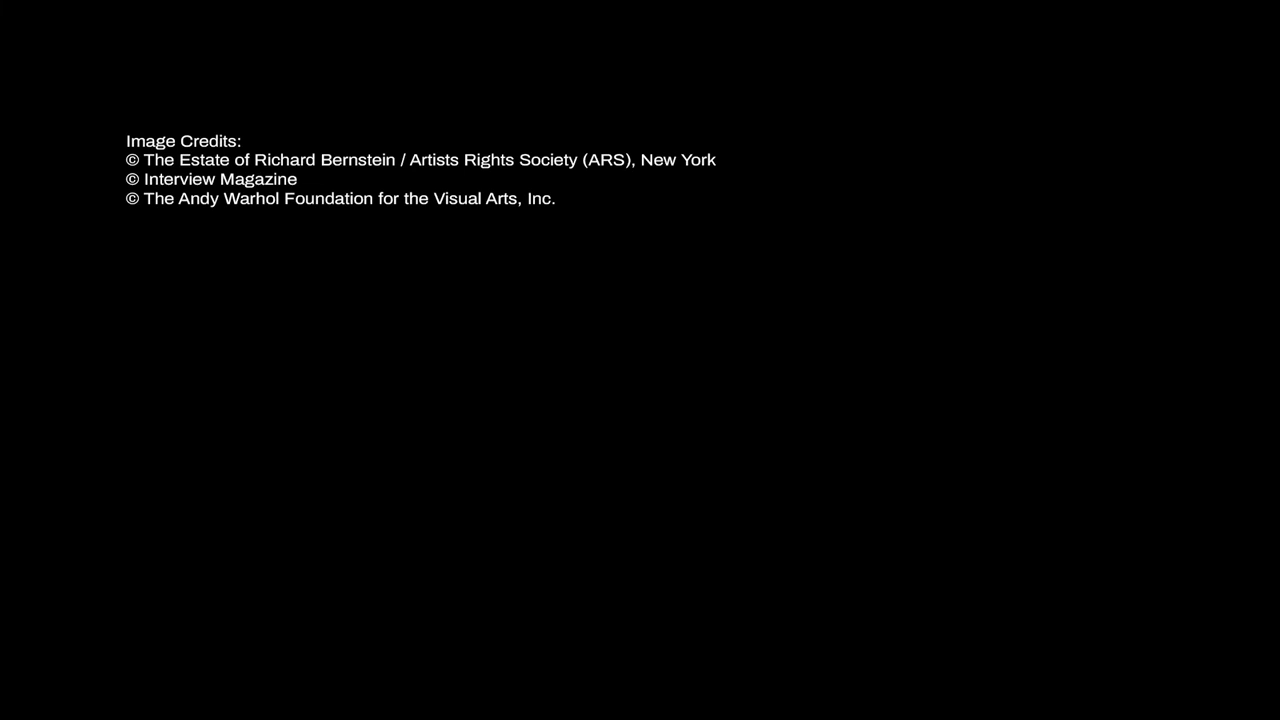 Image Credits:
© The Estate of Richard Bernstein / Artists Rights Society (ARS), New York
© Interview Magazine
© The Andy Warhol Foundation for the Visual Arts, Inc.